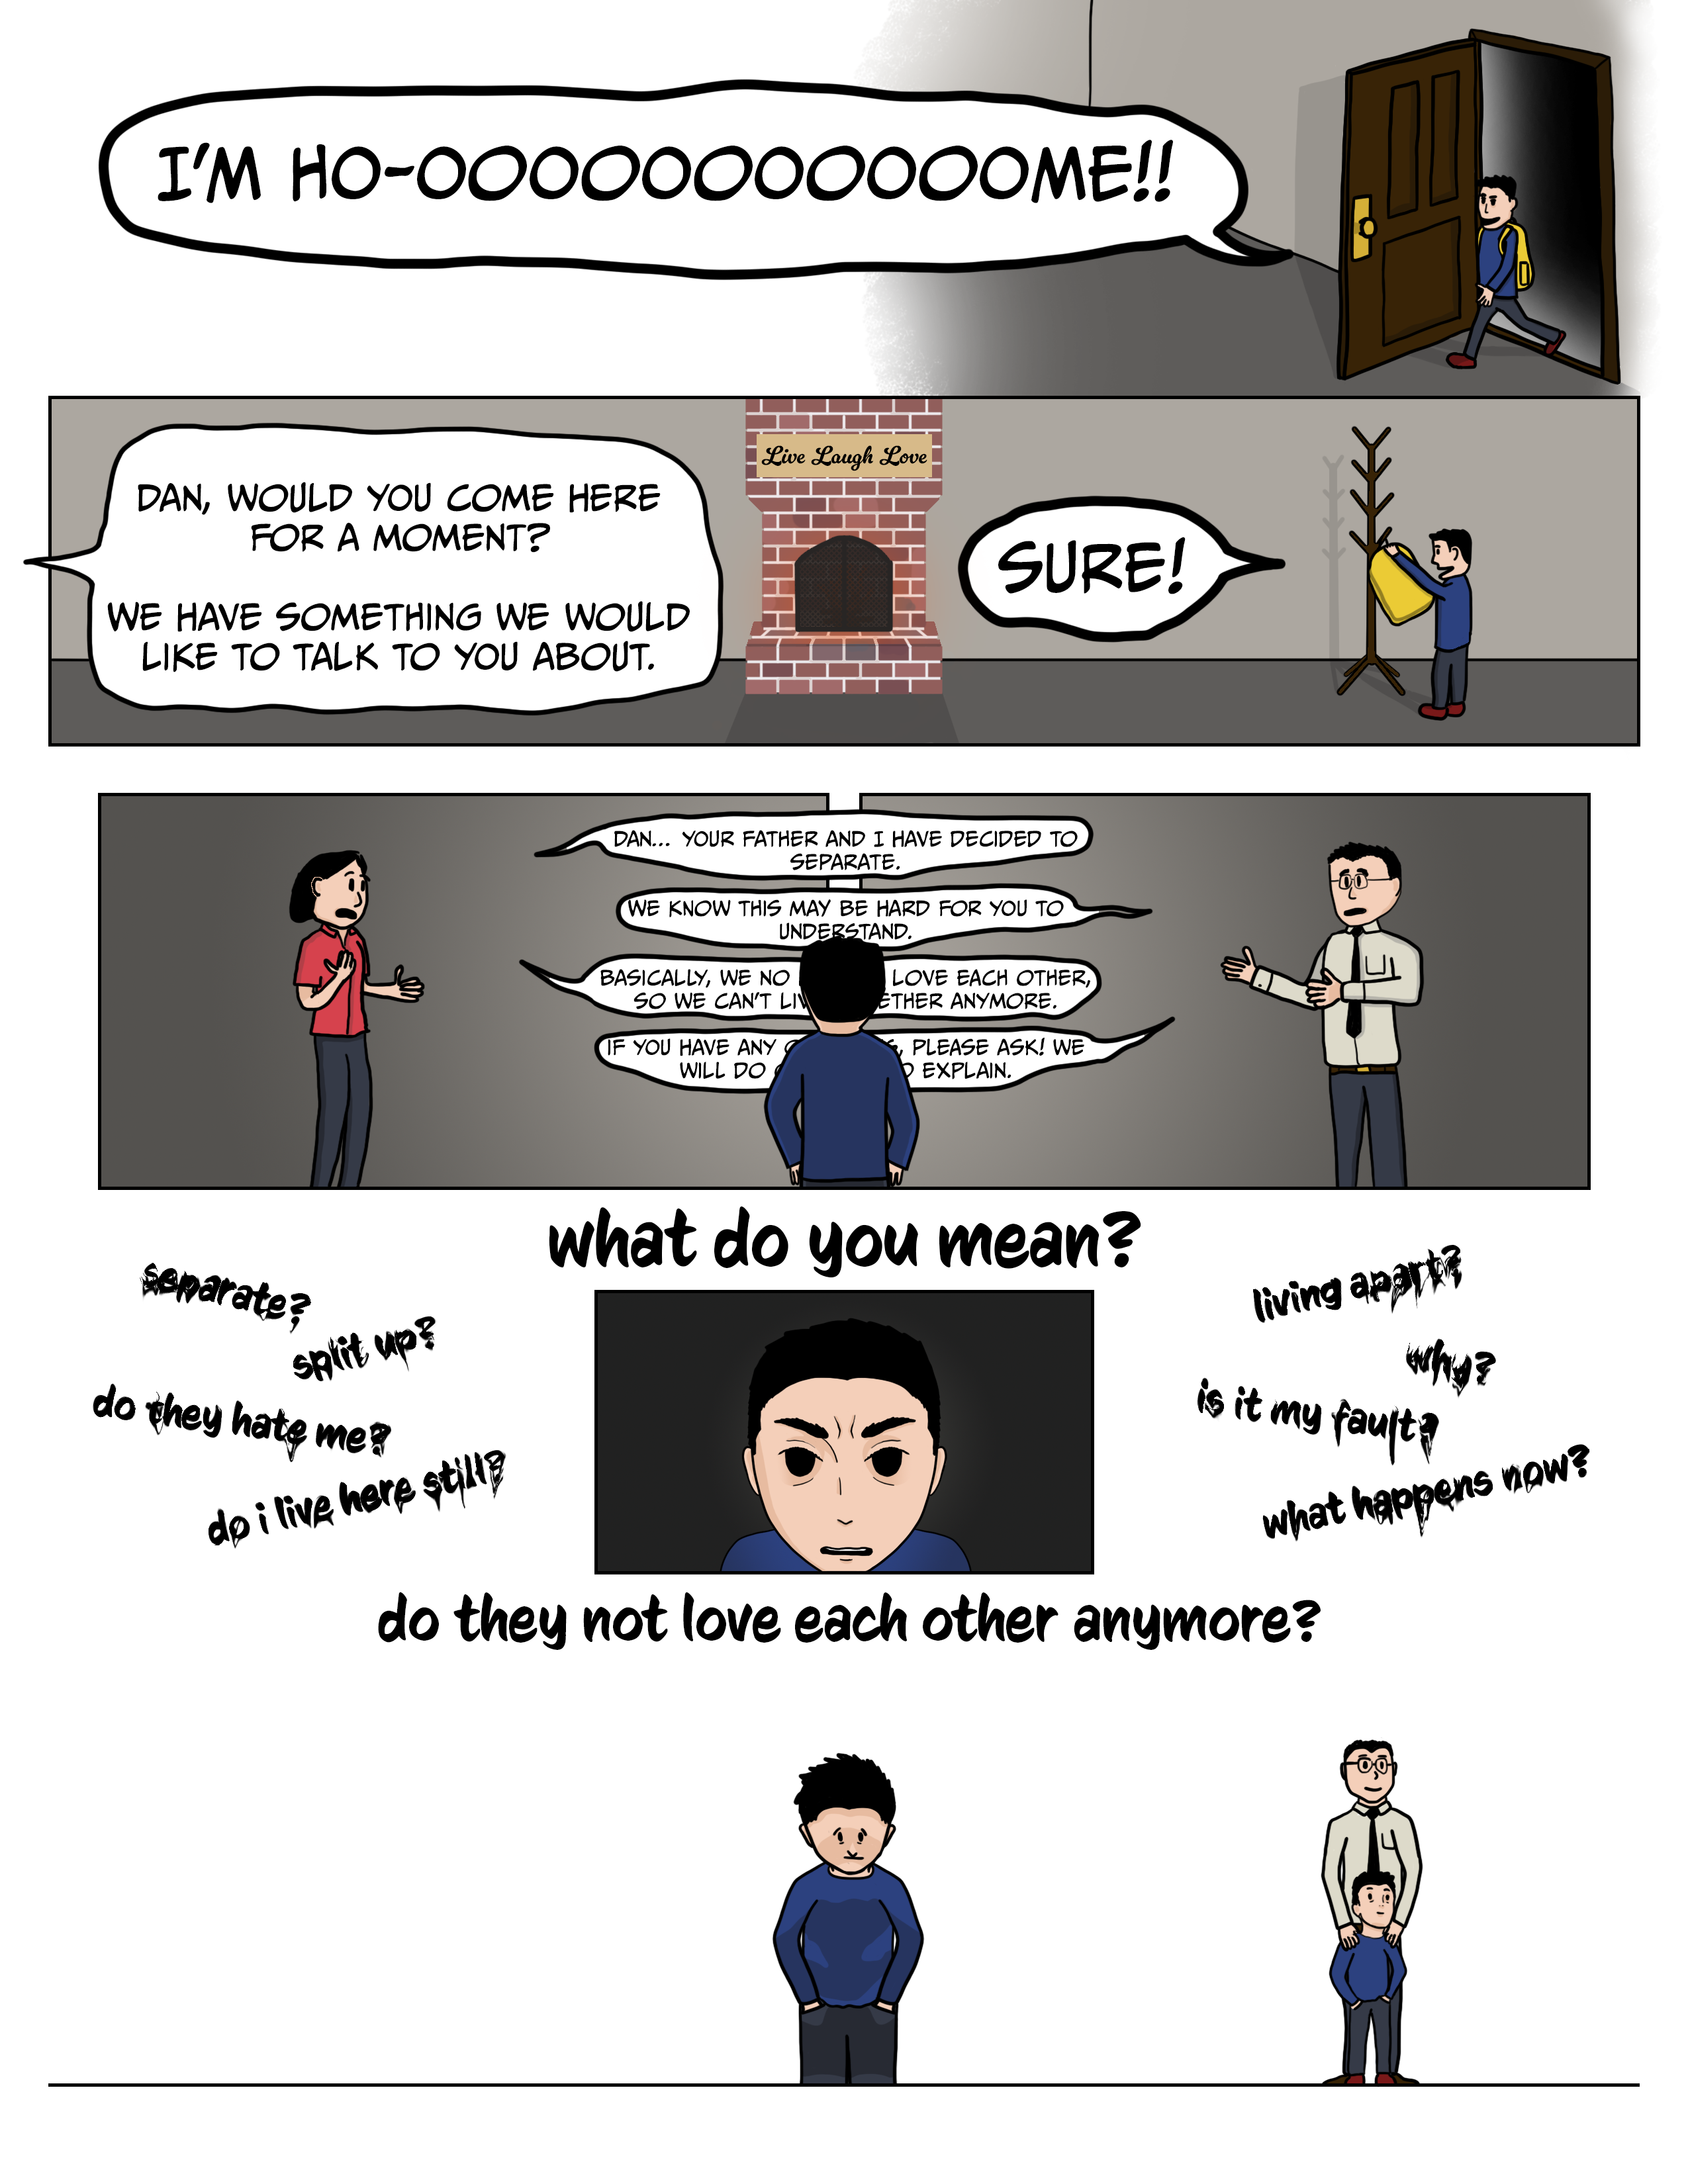 I'M HO-OOOOOOOOOOOOME!!
DAN, WOULD YOU COME HERE
FOR A MOMENT?
WE HAVE SOMETHING WE WOULD
LIKE TO TALK TO YOU ABOUT.
Live Laugh Love
SURE!
DAN... YOUR FATHER AND I HAVE DECIDED TO
SEPARATE.
WE KNOW THIS MAY BE HARD FOR YOU TO
UNDERSTAND.
BASICALLY, WE NO LOVE EACH OTHER,
SO WE CAN'T ANYMORE.
IF YOU HAVE ANY PLEASE ASK! WE
WILL DO EXPLAIN.
what do you mean?
separate?
split up?
do they hate me?
do i live here still?
living apart?
why?
is it my fault?
what happens now?
do they not love each other anymore?